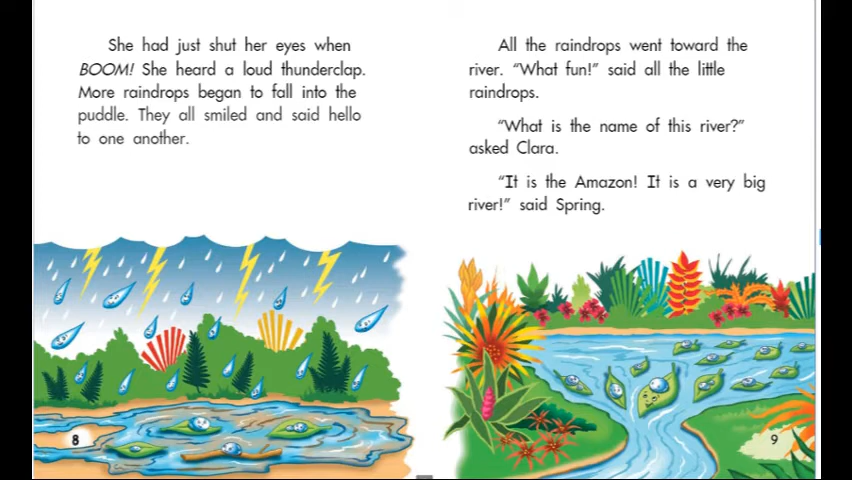 She had just shut her eyes when
BOOM! She heard a loud thunderclap.
More raindrops began to fall into the
puddle. They all smiled and said hello
to one another.
8
All the raindrops went toward the
river. “What fun!” said all the little
raindrops.
“What is the name of this river?”
asked Clara.
“It is the Amazon! It is a very big
river!” said Spring.
9